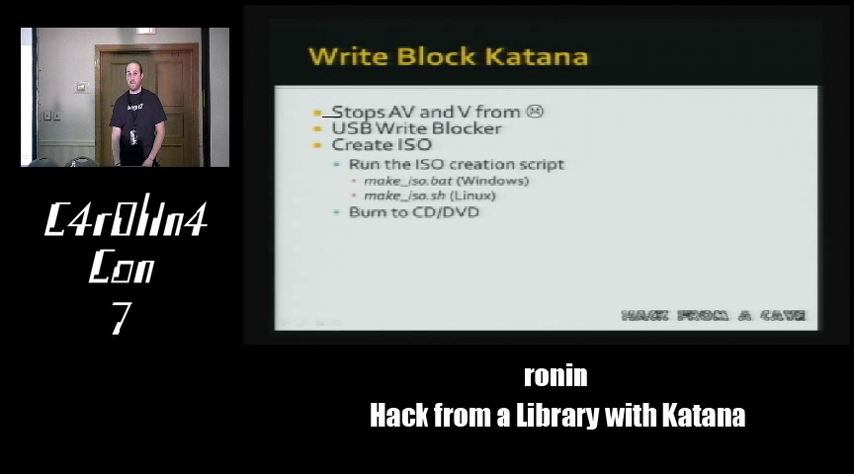 Write Block Katana
Stops AV and V from ☹
USB Write Blocker
Create ISO
Run the ISO creation script
make_iso.bat (Windows)
make_iso.sh (Linux)
Burn to CD/DVD
HACK FROM A CAVE
C4r0l1n4
Con
7
ronin
Hack from a Library with Katana